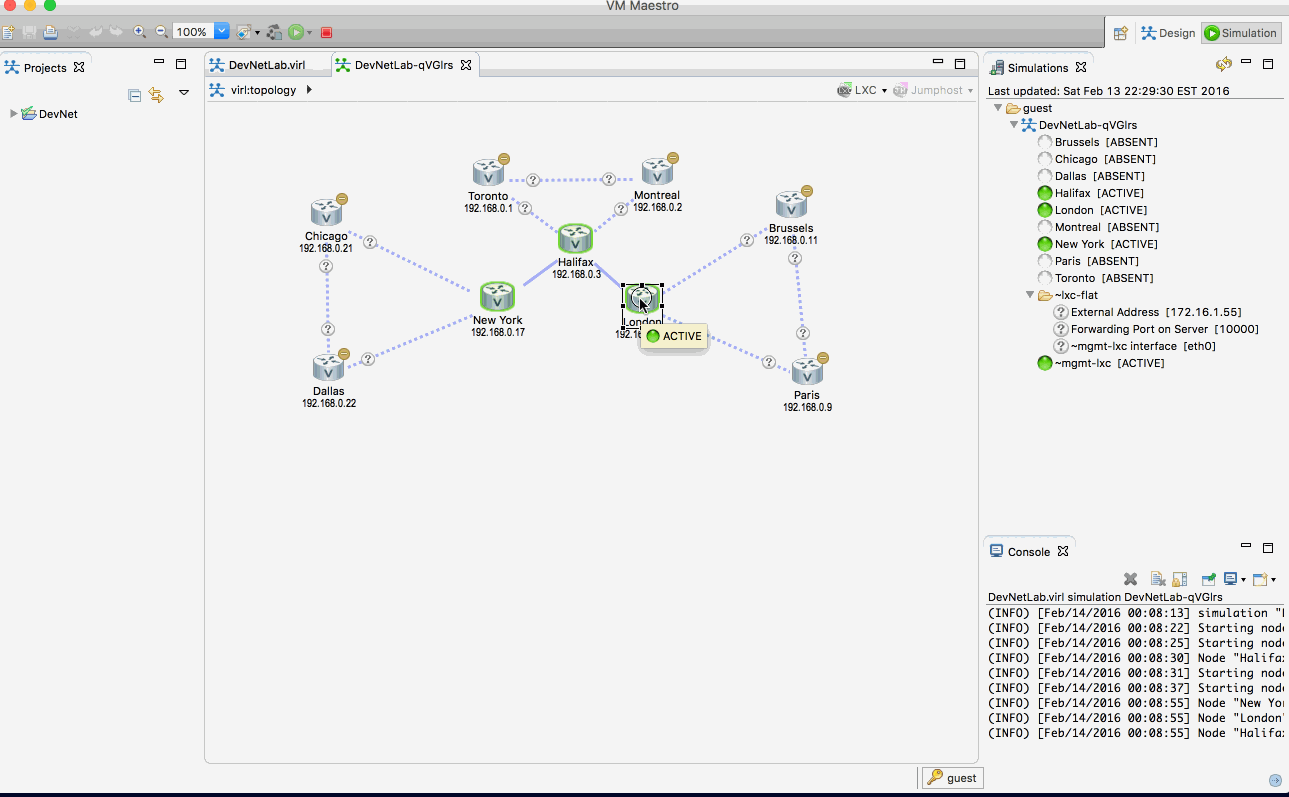 VM Maestro
100%
Design
Simulation
Projects
DevNet
DevNetLab.virl
DevNetLab-qVGlrs
virl:topology
LXC
Jumphost
Toronto
192.168.0.1
Montreal
192.168.0.2
Chicago
192.168.0.21
Brussels
192.168.0.11
Halifax
192.168.0.3
New York
192.168.0.17
London
ACTIVE
Dallas
192.168.0.22
Paris
192.168.0.9
Simulations
Last updated: Sat Feb 13 22:29:30 EST 2016
guest
DevNetLab-qVGlrs
Brussels [ABSENT]
Chicago [ABSENT]
Dallas [ABSENT]
Halifax [ACTIVE]
London [ACTIVE]
Montreal [ABSENT]
New York [ACTIVE]
Paris [ABSENT]
Toronto [ABSENT]
~lxc-flat
External Address [172.16.1.55]
Forwarding Port on Server [10000]
~mgmt-lxc interface [eth0]
~mgmt-lxc [ACTIVE]
Console
DevNetLab.virl simulation DevNetLab-qVGlrs
(INFO) [Feb/14/2016 00:08:13] simulation "
(INFO) [Feb/14/2016 00:08:22] Starting node
(INFO) [Feb/14/2016 00:08:25] Starting node
(INFO) [Feb/14/2016 00:08:30] Node "Halifa
(INFO) [Feb/14/2016 00:08:31] Starting node
(INFO) [Feb/14/2016 00:08:37] Starting node
(INFO) [Feb/14/2016 00:08:55] Node "New Yo
(INFO) [Feb/14/2016 00:08:55] Node "London"
(INFO) [Feb/14/2016 00:08:55] Node "Halifa
guest